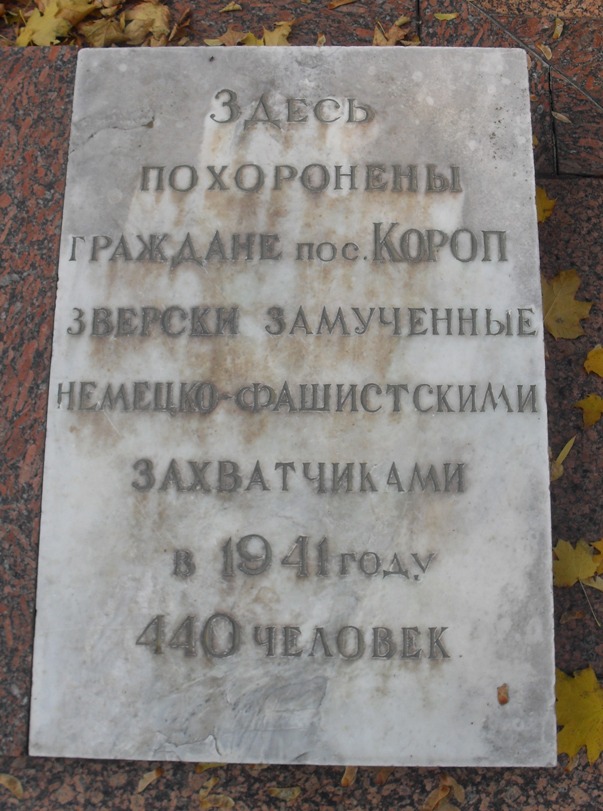 Здесь
похоронены
граждане пос. Короп
зверски замученные
немецко-фашистскими
захватчиками
в 1941 году
440 человек